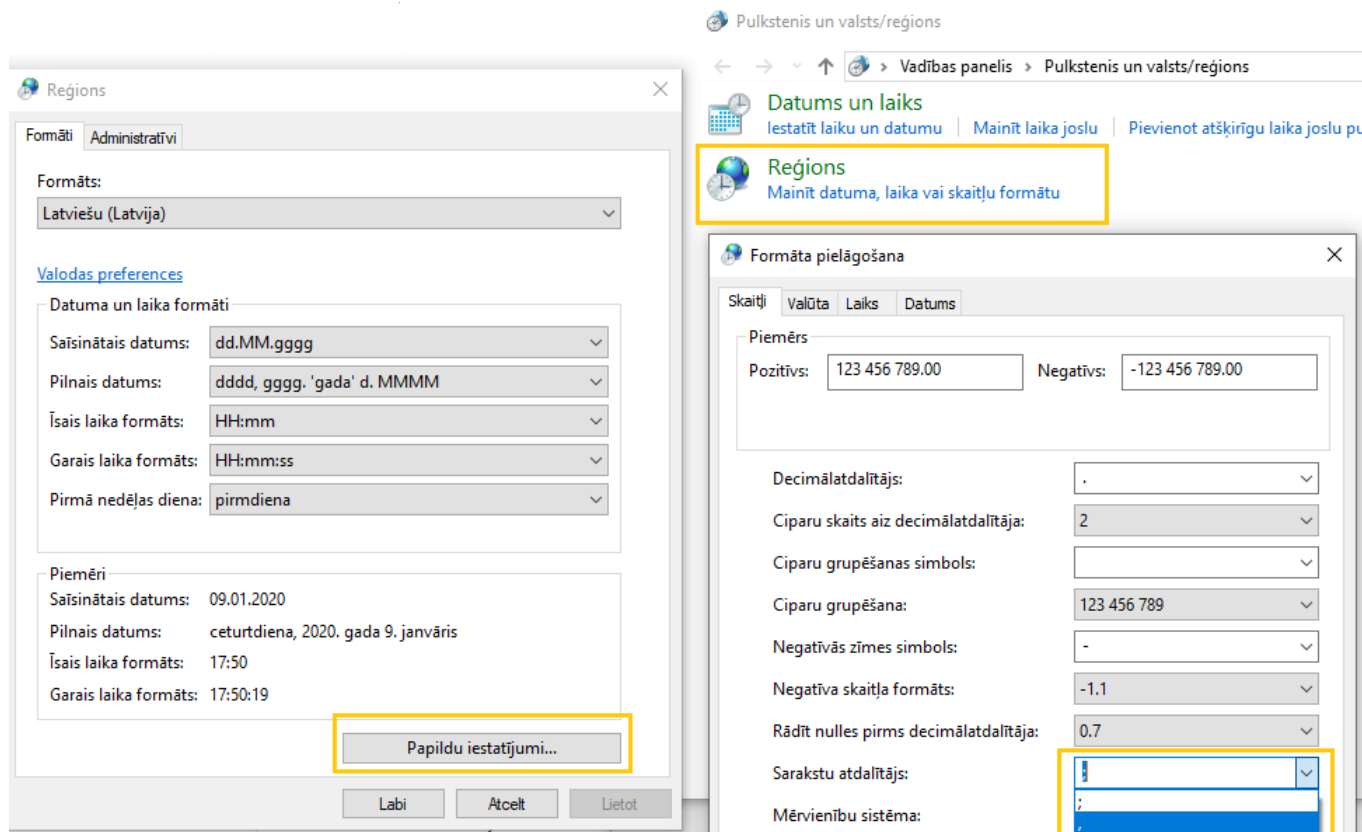 Reģions
Formāti
Administratīvi
Formāts:
Latviešu (Latvija)
Valodas preferences
Datuma un laika formāti
Saīsinātais datums: dd.MM.gggg
Pilnais datums: dddd, gggg. 'gada' d. MMMM
Īsais laika formāts: HH:mm
Garais laika formāts: HH:mm:ss
Pirmā nedēļas diena: pirmdiena
Piemēri
Saīsinātais datums: 09.01.2020
Pilnais datums: ceturtdiena, 2020. gada 9. janvāris
Īsais laika formāts: 17:50
Garais laika formāts: 17:50:19
Papildu iestatījumi...
Labi
Atcelt
Lietot
Pulkstenis un valsts/reģions
Vadības panelis > Pulkstenis un valsts/reģions
Datums un laiks
Iestatīt laiku un datumu
Mainīt laika joslu
Pievienot atšķirīgu laika joslu pu
Reģions
Mainīt datuma, laika vai skaitļu formātu
Formāta pielāgošana
Skaitļi
Valūta
Laiks
Datums
Piemērs
Pozitīvs: 123 456 789.00
Negatīvs: -123 456 789.00
Decimālatdalītājs: .
Ciparu skaits aiz decimālatdalītāja: 2
Ciparu grupēšanas simbols:
Ciparu grupēšana: 123 456 789
Negatīvās zīmes simbols: -
Negatīva skaitļa formāts: -1.1
Rādīt nulles pirms decimālatdalītāja: 0.7
Sarakstu atdalītājs: ;
;
,
Mērvienību sistēma: